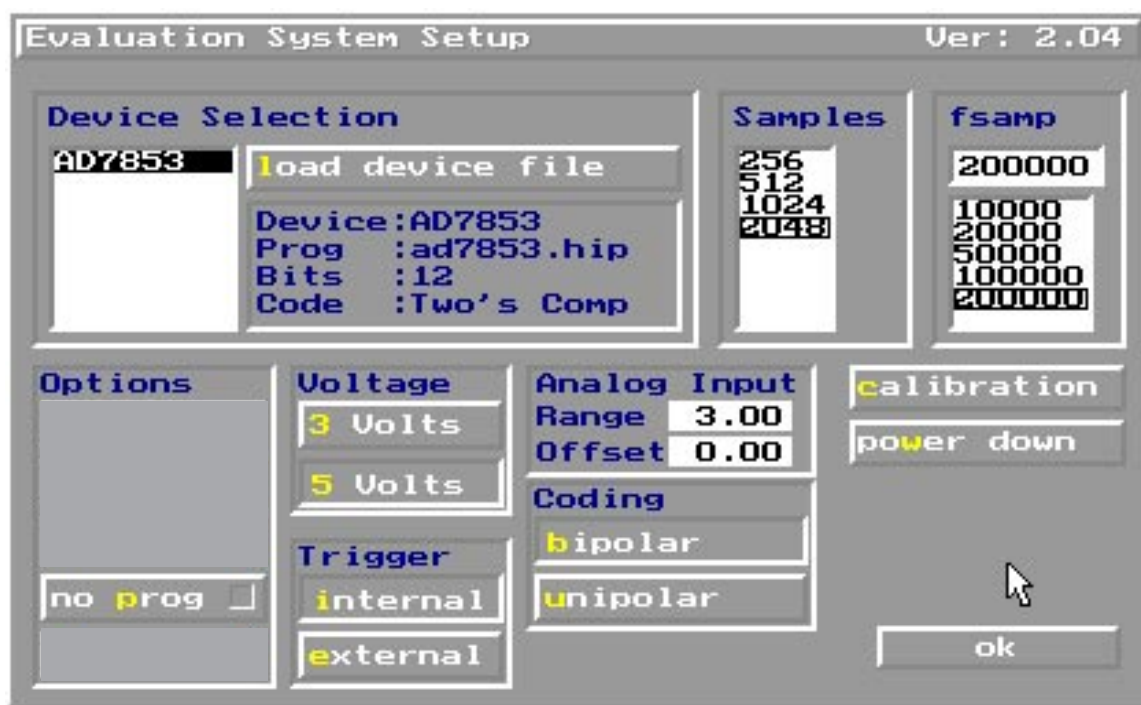 Evaluation System Setup Ver: 2.04
Device Selection
AD7853
load device file
Device:AD7853
Prog :ad7853.hip
Bits :12
Code :Two's Comp
Samples
256
512
1024
2048
fsamp
200000
10000
20000
50000
100000
200000
Options
no prog
Voltage
3 Volts
5 Volts
Trigger
internal
external
Analog Input
Range 3.00
Offset 0.00
Coding
bipolar
unipolar
calibration
power down
ok